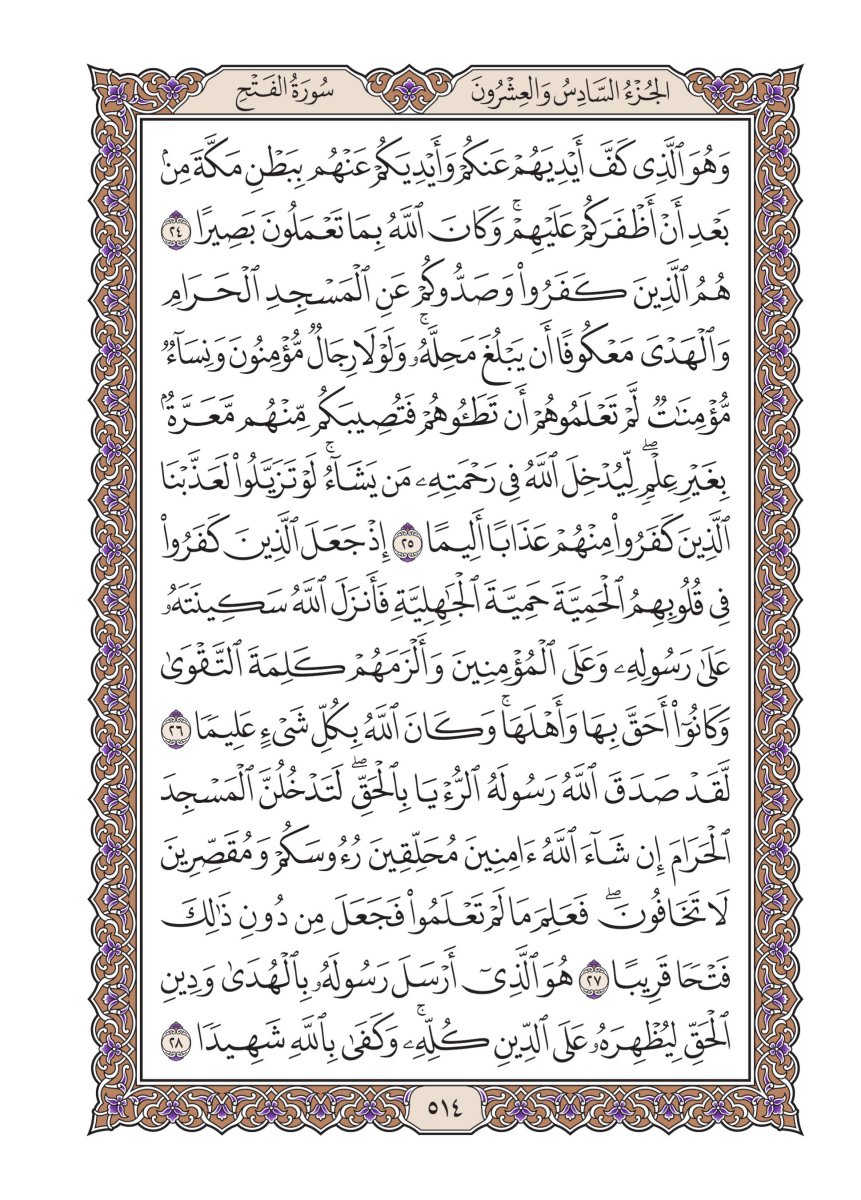 الجُزْءُ السَّادِسُ وَالعِشْرُونَ
سُورَةُ الفَتْحِ
وَهُوَ ٱلَّذِى كَفَّ أَيْدِيَهُمْ عَنكُمْ وَأَيْدِيَكُمْ عَنْهُم بِبَطْنِ مَكَّةَ مِنۢ
بَعْدِ أَنْ أَظْفَرَكُمْ عَلَيْهِمْ ۚ وَكَانَ ٱللَّهُ بِمَا تَعْمَلُونَ بَصِيرًا ٢٤
هُمُ ٱلَّذِينَ كَفَرُوا۟ وَصَدُّوكُمْ عَنِ ٱلْمَسْجِدِ ٱلْحَرَامِ
وَٱلْهَدْىَ مَعْكُوفًا أَن يَبْلُغَ مَحِلَّهُۥ ۚ وَلَوْلَا رِجَالٌ مُّؤْمِنُونَ وَنِسَآءٌ
مُّؤْمِنَـٰتٌ لَّمْ تَعْلَمُوهُمْ أَن تَطَـُٔوهُمْ فَتُصِيبَكُم مِّنْهُم مَّعَرَّةٌۢ
بِغَيْرِ عِلْمٍ ۖ لِّيُدْخِلَ ٱللَّهُ فِى رَحْمَتِهِۦ مَن يَشَآءُ ۚ لَوْ تَزَيَّلُوا۟ لَعَذَّبْنَا
ٱلَّذِينَ كَفَرُوا۟ مِنْهُمْ عَذَابًا أَلِيمًا ٢٥ إِذْ جَعَلَ ٱلَّذِينَ كَفَرُوا۟
فِى قُلُوبِهِمُ ٱلْحَمِيَّةَ حَمِيَّةَ ٱلْجَـٰهِلِيَّةِ فَأَنزَلَ ٱللَّهُ سَكِينَتَهُۥ
عَلَىٰ رَسُولِهِۦ وَعَلَى ٱلْمُؤْمِنِينَ وَأَلْزَمَهُمْ كَلِمَةَ ٱلتَّقْوَىٰ
وَكَانُوٓا۟ أَحَقَّ بِهَا وَأَهْلَهَا ۚ وَكَانَ ٱللَّهُ بِكُلِّ شَىْءٍ عَلِيمًا ٢٦
لَّقَدْ صَدَقَ ٱللَّهُ رَسُولَهُ ٱلرُّءْيَا بِٱلْحَقِّ ۖ لَتَدْخُلُنَّ ٱلْمَسْجِدَ
ٱلْحَرَامَ إِن شَآءَ ٱللَّهُ ءَامِنِينَ مُحَلِّقِينَ رُءُوسَكُمْ وَمُقَصِّرِينَ
لَا تَخَافُونَ ۖ فَعَلِمَ مَا لَمْ تَعْلَمُوا۟ فَجَعَلَ مِن دُونِ ذَٰلِكَ
فَتْحًا قَرِيبًا ٢٧ هُوَ ٱلَّذِىٓ أَرْسَلَ رَسُولَهُۥ بِٱلْهُدَىٰ وَدِينِ
ٱلْحَقِّ لِيُظْهِرَهُۥ عَلَى ٱلدِّينِ كُلِّهِۦ ۚ وَكَفَىٰ بِٱللَّهِ شَهِيدًا ٢٨
٥١٤